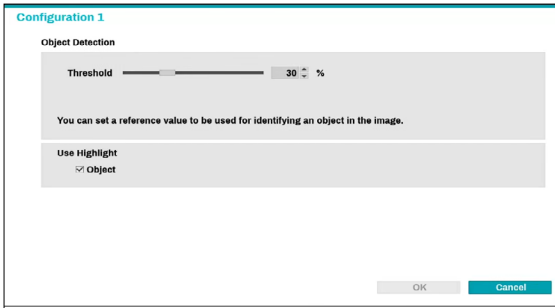 Configuration 1
Object Detection
Threshold 30 %
You can set a reference value to be used for identifying an object in the image.
Use Highlight
Object
OK Cancel